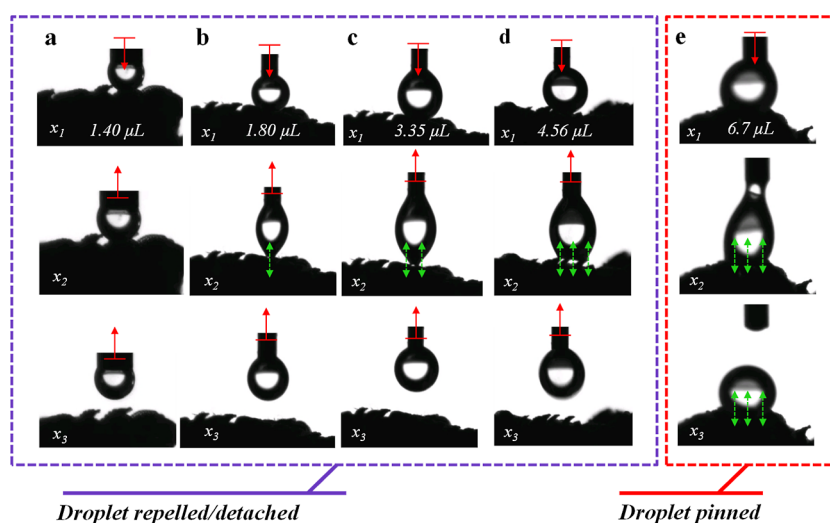 a b c d e
x1 1.40 μL x1 1.80 μL x1 3.35 μL x1 4.56 μL x1 6.7 μL
x2 x2 x2 x2 x2
x3 x3 x3 x3 x3
Droplet repelled/detached Droplet pinned